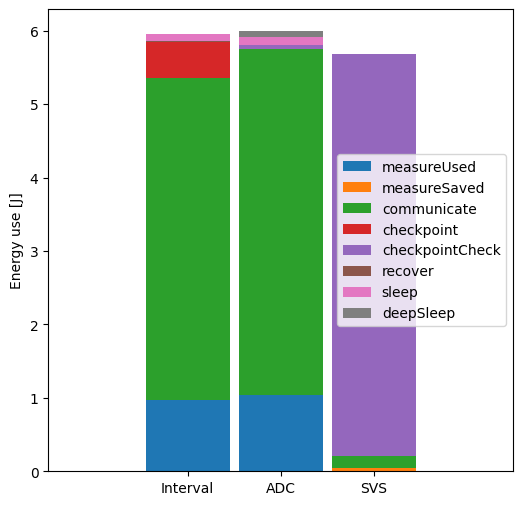 6
5
4
3
2
1
0
Energy use [J]
measureUsed
measureSaved
communicate
checkpoint
checkpointCheck
recover
sleep
deepSleep
Interval
ADC
SVS